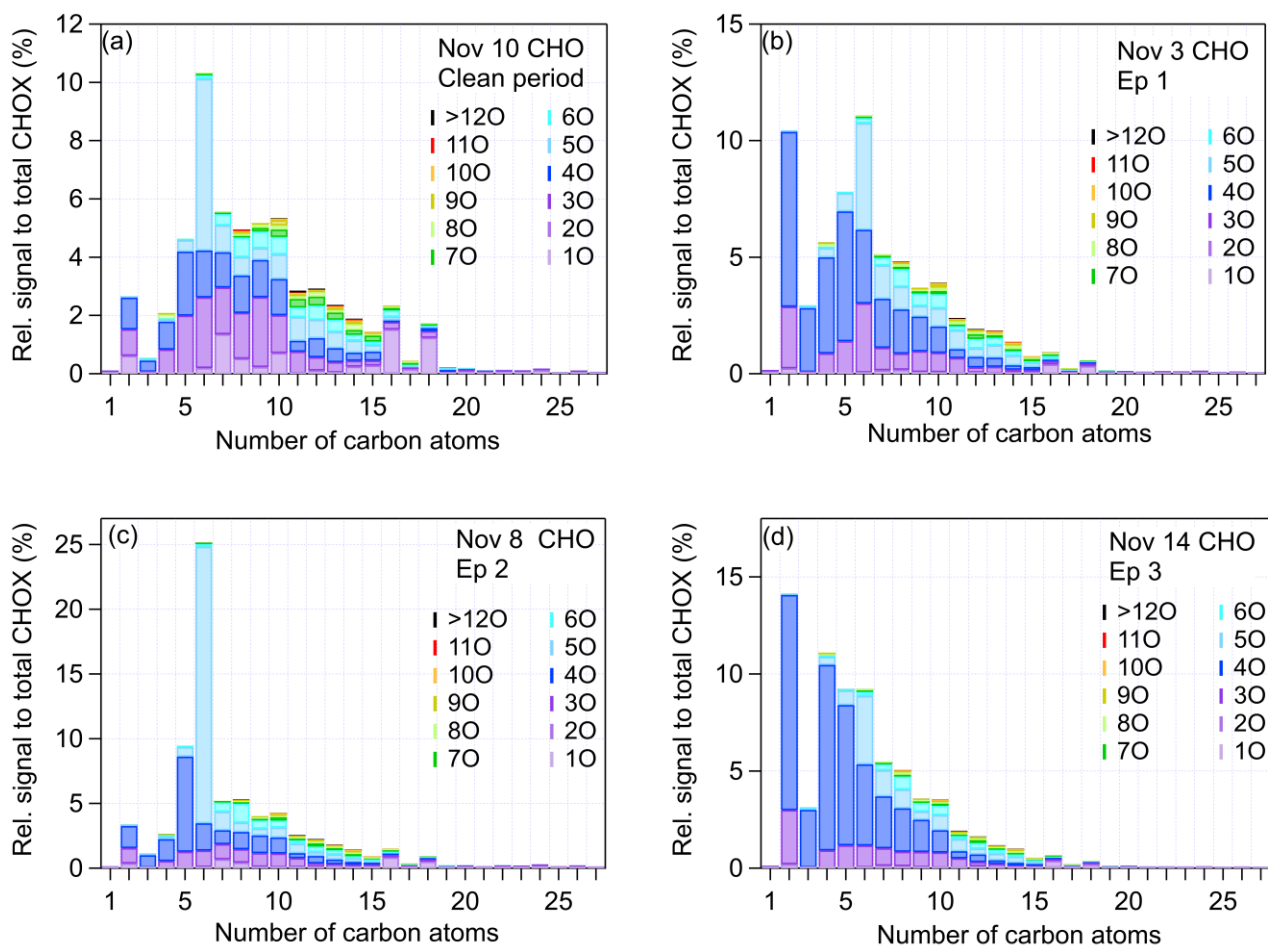 (a)
Nov 10 CHO
Clean period
>12O 6O
11O 5O
10O 4O
9O 3O
8O 2O
7O 1O
Rel. signal to total CHOX (%)
12
10
8
6
4
2
0
1 5 10 15 20 25
Number of carbon atoms
(b)
Nov 3 CHO
Ep 1
>12O 6O
11O 5O
10O 4O
9O 3O
8O 2O
7O 1O
Rel. signal to total CHOX (%)
15
10
5
0
1 5 10 15 20 25
Number of carbon atoms
(c)
Nov 8 CHO
Ep 2
>12O 6O
11O 5O
10O 4O
9O 3O
8O 2O
7O 1O
Rel. signal to total CHOX (%)
25
20
15
10
5
0
1 5 10 15 20 25
Number of carbon atoms
(d)
Nov 14 CHO
Ep 3
>12O 6O
11O 5O
10O 4O
9O 3O
8O 2O
7O 1O
Rel. signal to total CHOX (%)
15
10
5
0
1 5 10 15 20 25
Number of carbon atoms